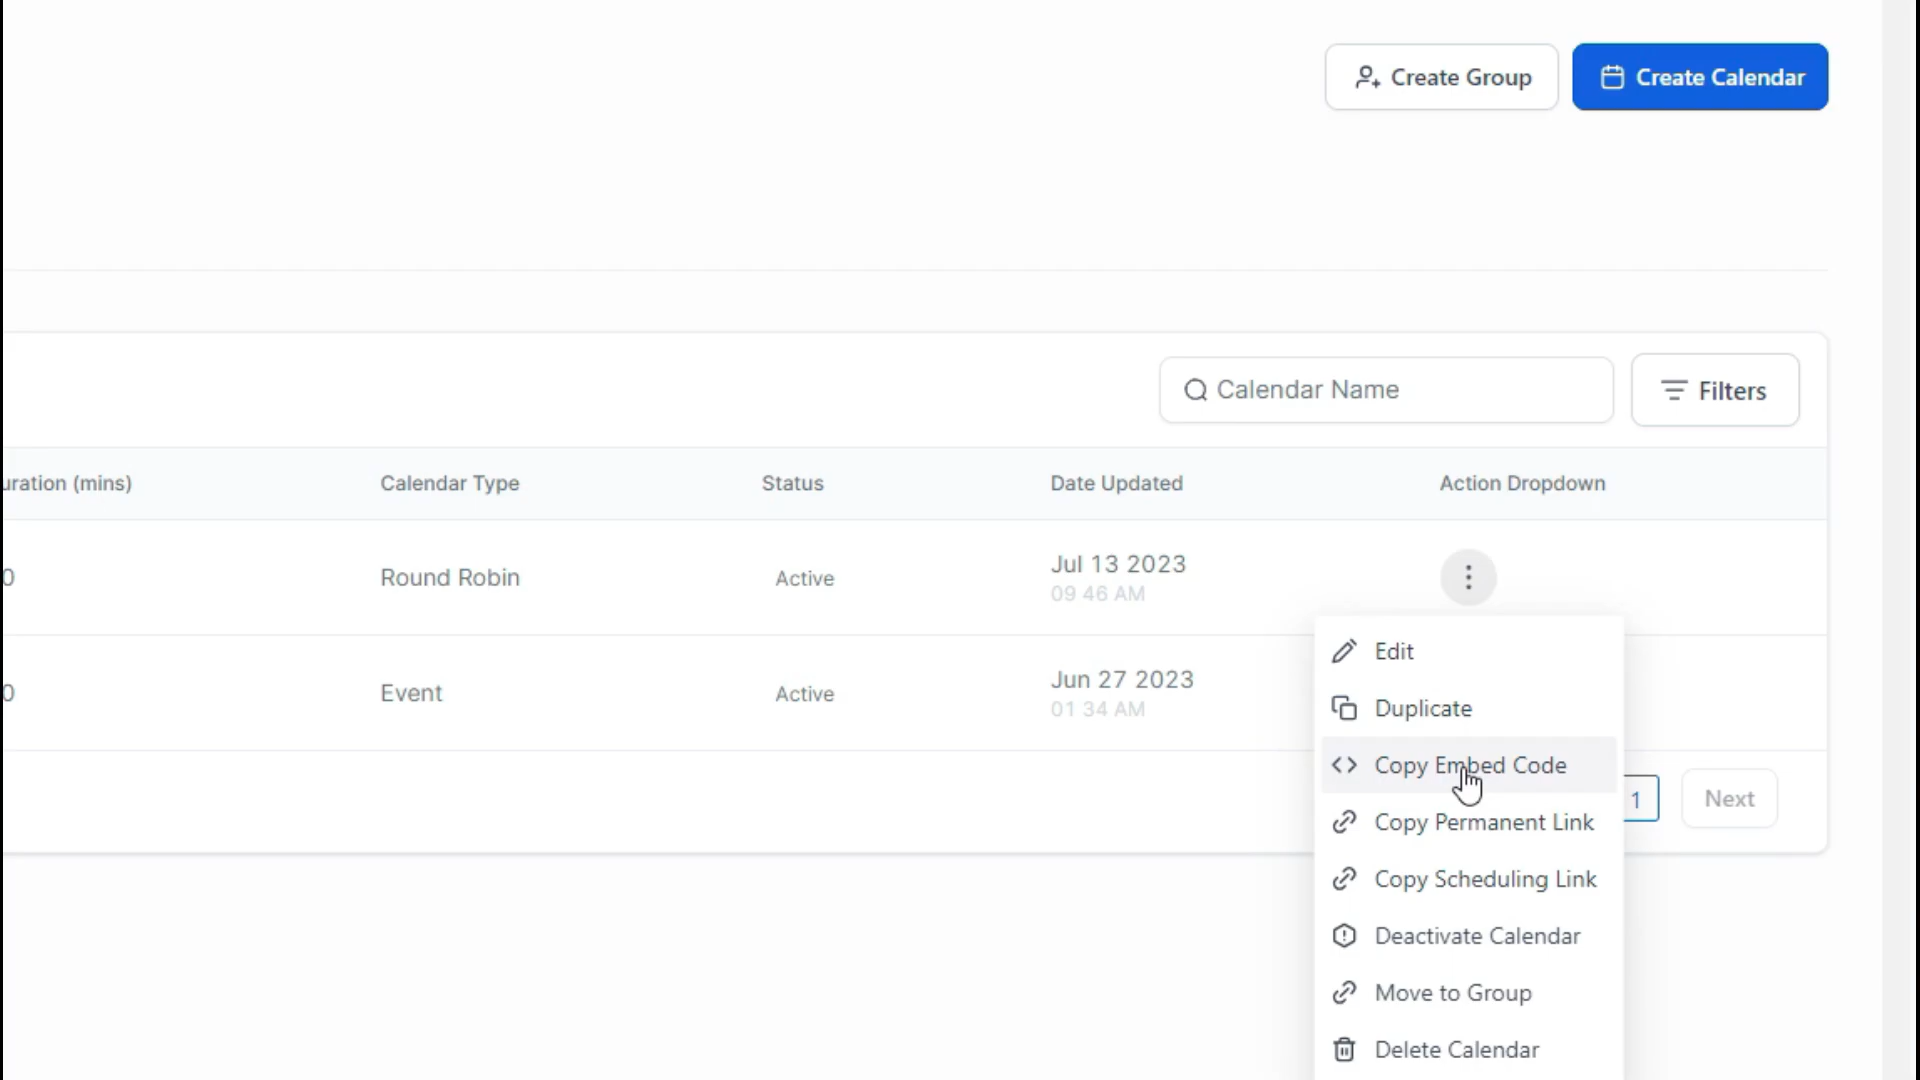 Create Group
Create Calendar
Calendar Name
Filters
uration (mins)
Calendar Type
Status
Date Updated
Action Dropdown
0
Round Robin
Active
Jul 13 2023
09 46 AM
0
Event
Active
Jun 27 2023
01 34 AM
Edit
Duplicate
Copy Embed Code
Copy Permanent Link
Copy Scheduling Link
Deactivate Calendar
Move to Group
Delete Calendar
1
Next